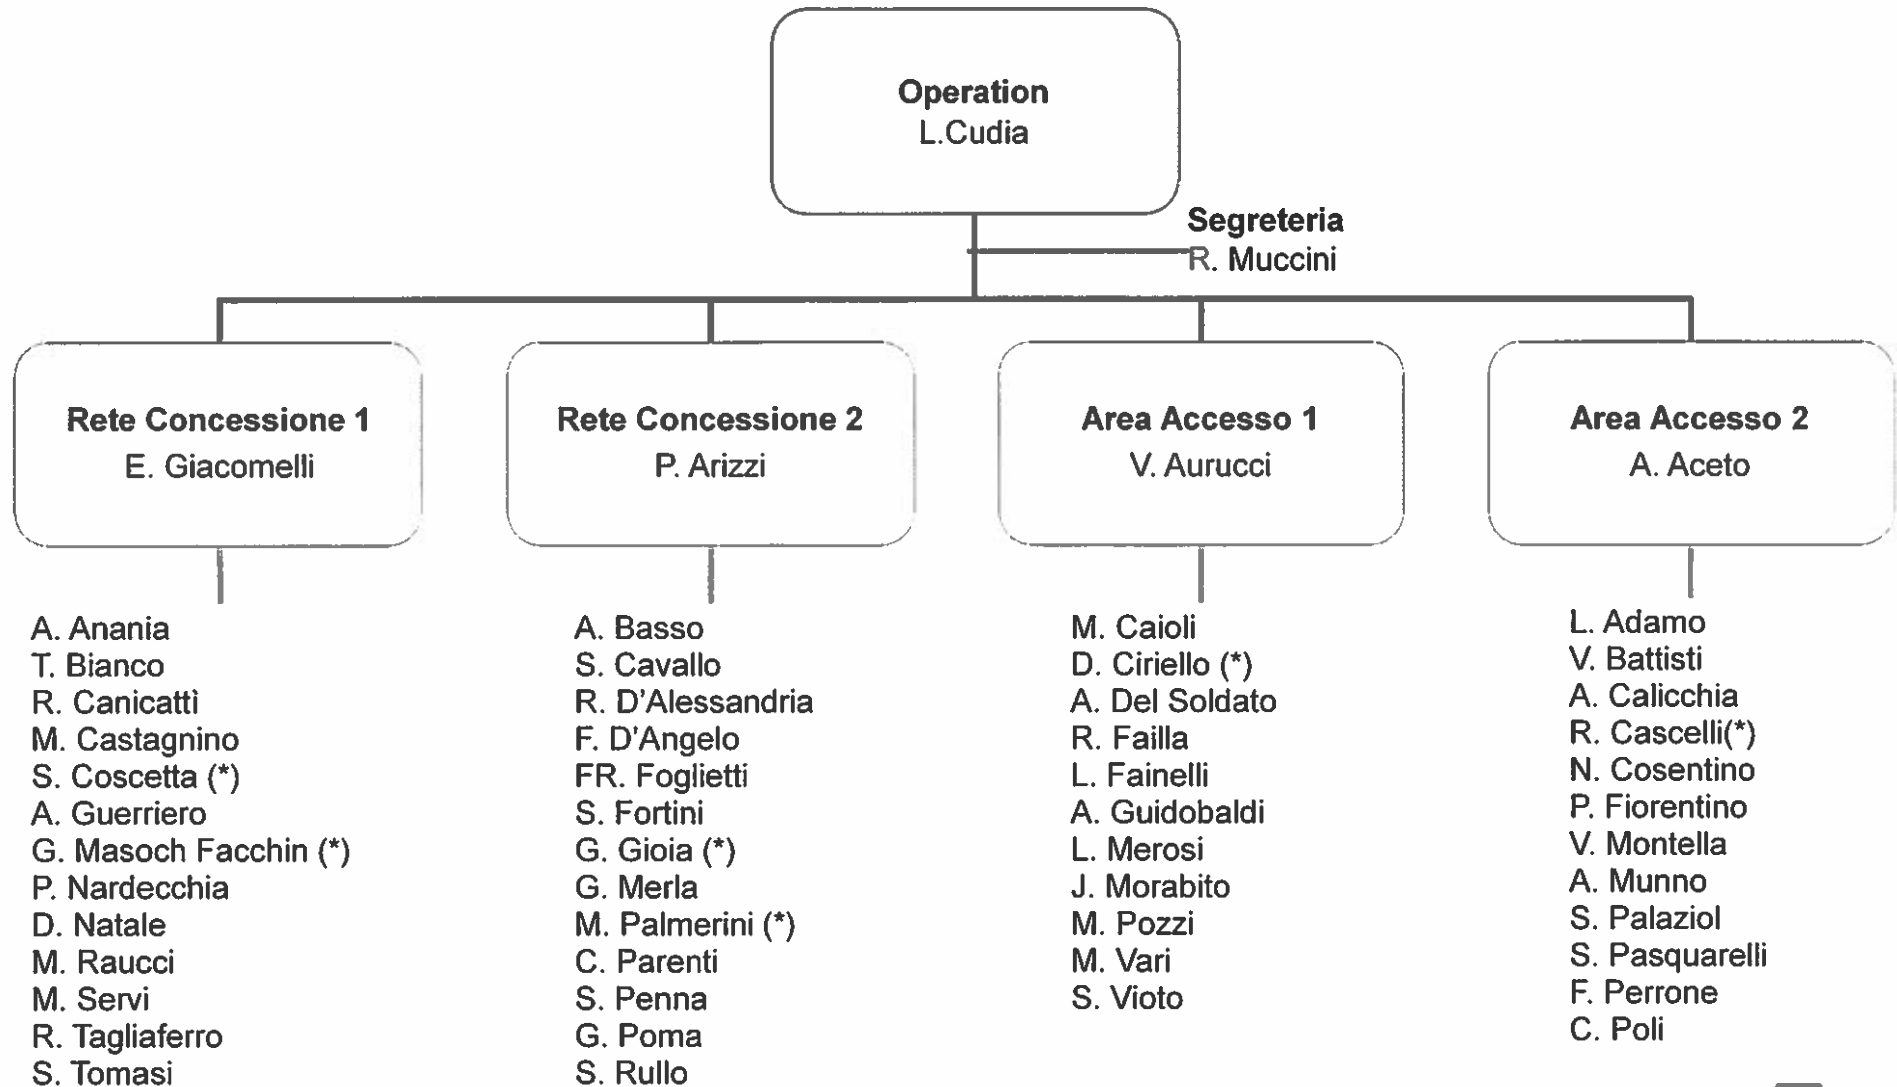 Operation
L.Cudia
Segreteria
R. Muccini
Rete Concessione 1
E. Giacomelli
Rete Concessione 2
P. Arizzi
Area Accesso 1
V. Aurucci
Area Accesso 2
A. Aceto
A. Anania
T. Bianco
R. Canicattì
M. Castagnino
S. Coscetta (*)
A. Guerriero
G. Masoch Facchin (*)
P. Nardecchia
D. Natale
M. Raucci
M. Servi
R. Tagliaferro
S. Tomasi
A. Basso
S. Cavallo
R. D'Alessandria
F. D'Angelo
FR. Foglietti
S. Fortini
G. Gioia (*)
G. Merla
M. Palmerini (*)
C. Parenti
S. Penna
G. Poma
S. Rullo
M. Caioli
D. Ciriello (*)
A. Del Soldato
R. Failla
L. Fainelli
A. Guidobaldi
L. Merosi
J. Morabito
M. Pozzi
M. Vari
S. Vioto
L. Adamo
V. Battisti
A. Calicchia
R. Cascelli(*)
N. Cosentino
P. Fiorentino
V. Montella
A. Munno
S. Palaziol
S. Pasquarelli
F. Perrone
C. Poli